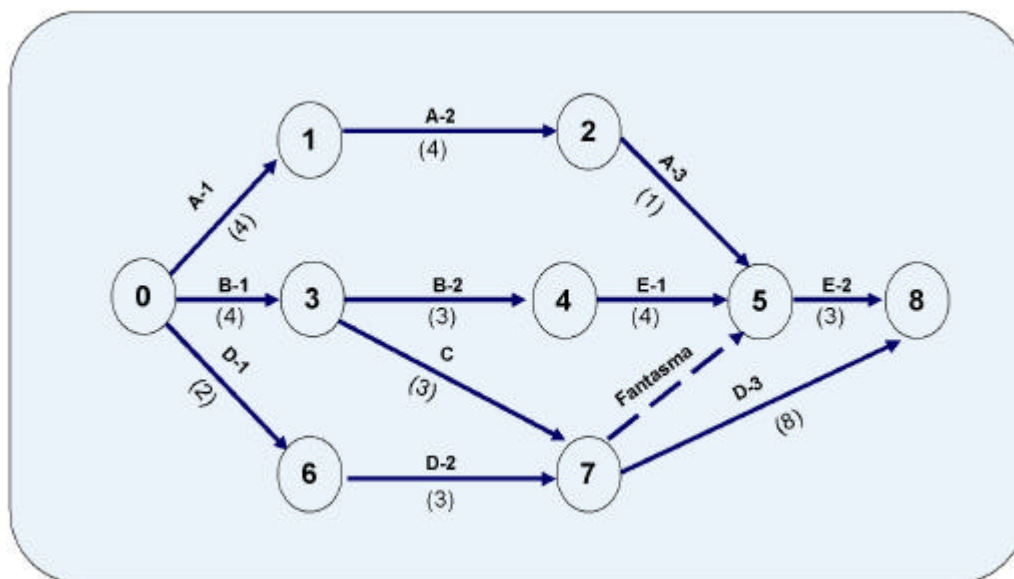 A-2
1
2
(4)
A-1
A-3
(4)
(1)
B-1
B-2
E-1
E-2
0
3
4
5
8
(4)
(3)
(4)
(3)
D-1
C
(2)
(3)
Fantasma
D-3
(8)
D-2
6
7
(3)